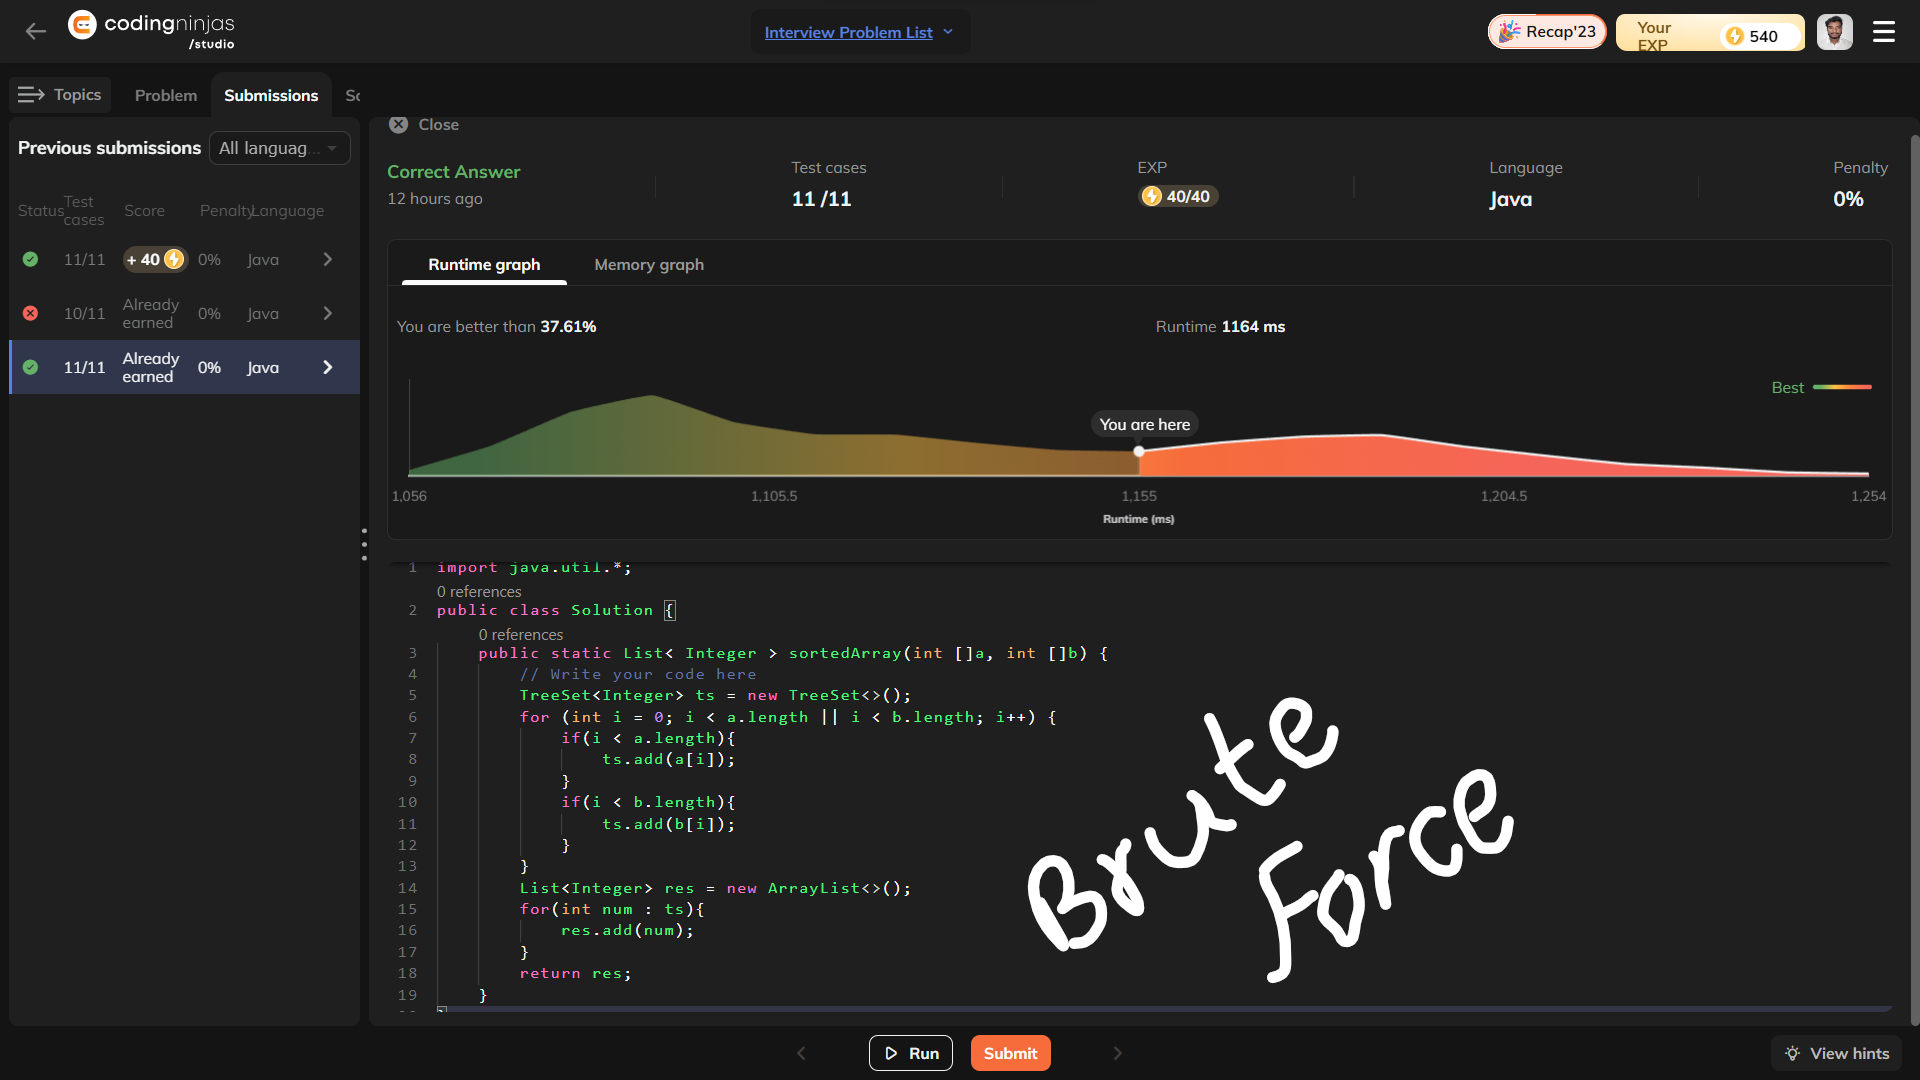 codingninjas
/studio
Interview Problem List
Recap'23
Your EXP
540
Topics
Problem
Submissions
Sc
Previous submissions
All languag...
Status
Test cases
Score
Penalty
Language
11/11
+ 40
0%
Java
10/11
Already earned
0%
Java
11/11
Already earned
0%
Java
Close
Correct Answer
12 hours ago
Test cases
11 /11
EXP
40/40
Language
Java
Penalty
0%
Runtime graph
Memory graph
You are better than 37.61%
Runtime 1164 ms
Best
You are here
1,056
1,105.5
1,155
1,204.5
1,254
Runtime (ms)
1 import java.util.*;
0 references
2 public class Solution {
0 references
3 public static List< Integer > sortedArray(int []a, int []b) {
4 // Write your code here
5 TreeSet<Integer> ts = new TreeSet<>();
6 for (int i = 0; i < a.length || i < b.length; i++) {
7 if(i < a.length){
8 ts.add(a[i]);
9 }
10 if(i < b.length){
11 ts.add(b[i]);
12 }
13 }
14 List<Integer> res = new ArrayList<>();
15 for(int num : ts){
16 res.add(num);
17 }
18 return res;
19 }
Brute
Force
Run
Submit
View hints